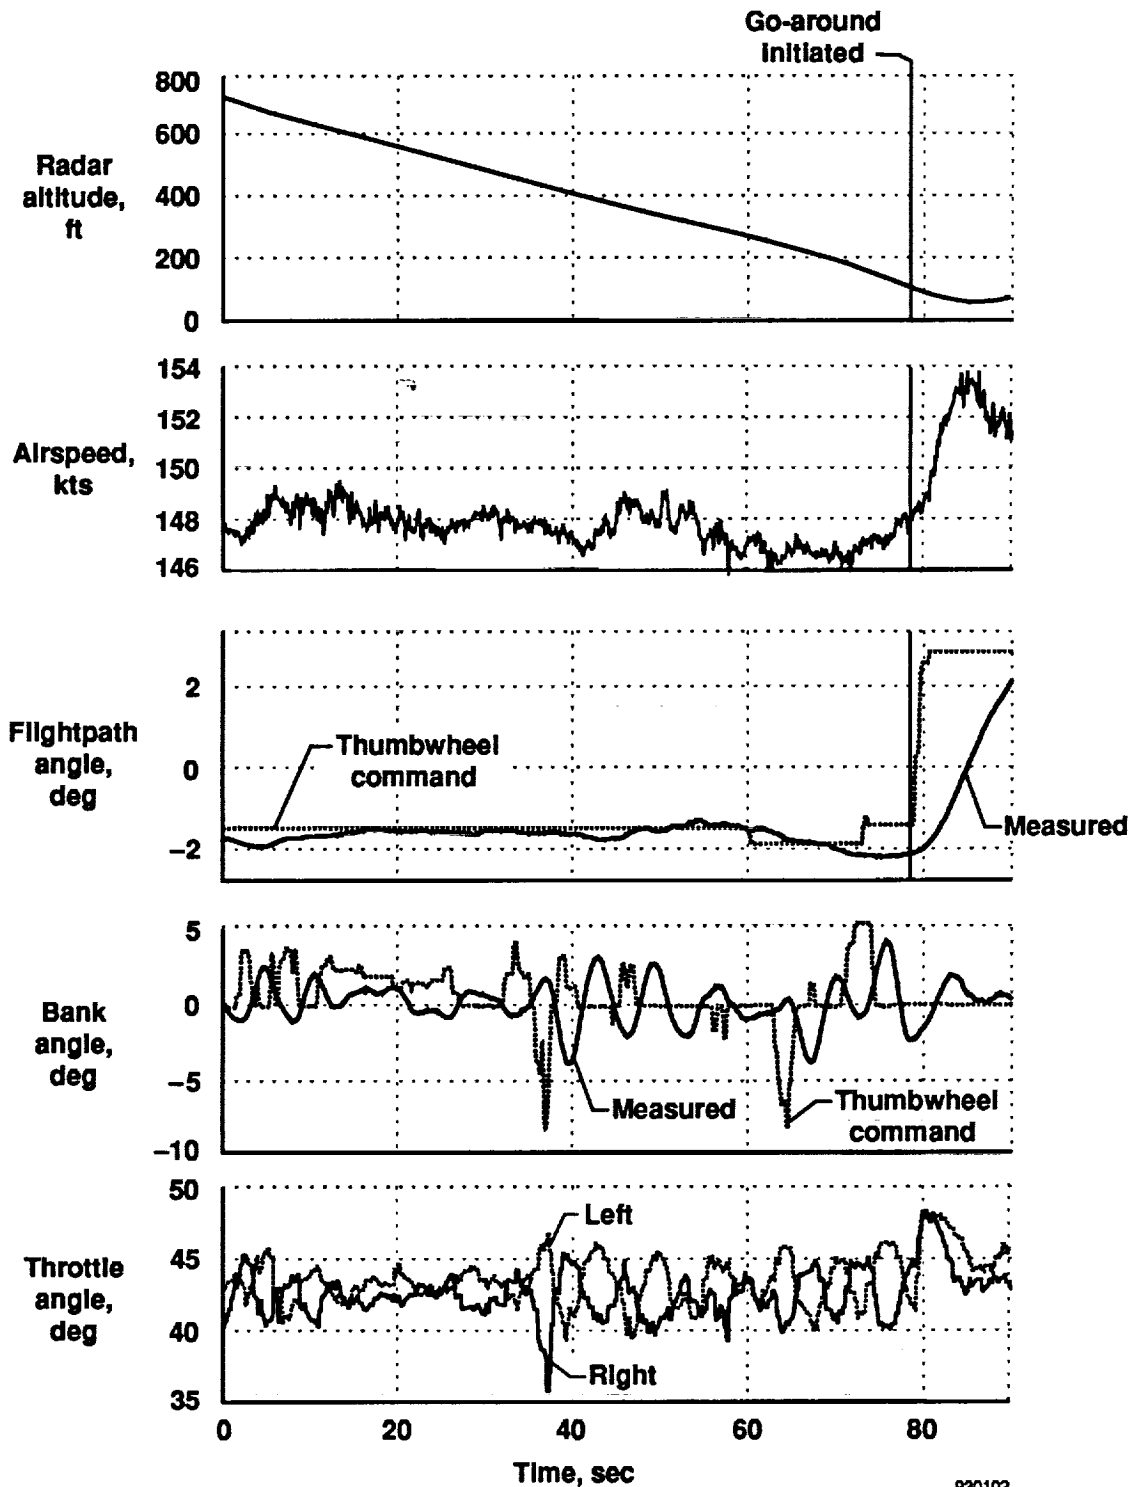 Go-around
initiated
800
600
400
200
0
Radar
altitude,
ft
154
152
150
148
146
Airspeed,
kts
2
0
−2
Flightpath
angle,
deg
Thumbwheel
command
Measured
5
0
−5
−10
Bank
angle,
deg
Measured
Thumbwheel
command
50
45
40
35
Throttle
angle,
deg
Left
Right
0 20 40 60 80
Time, sec